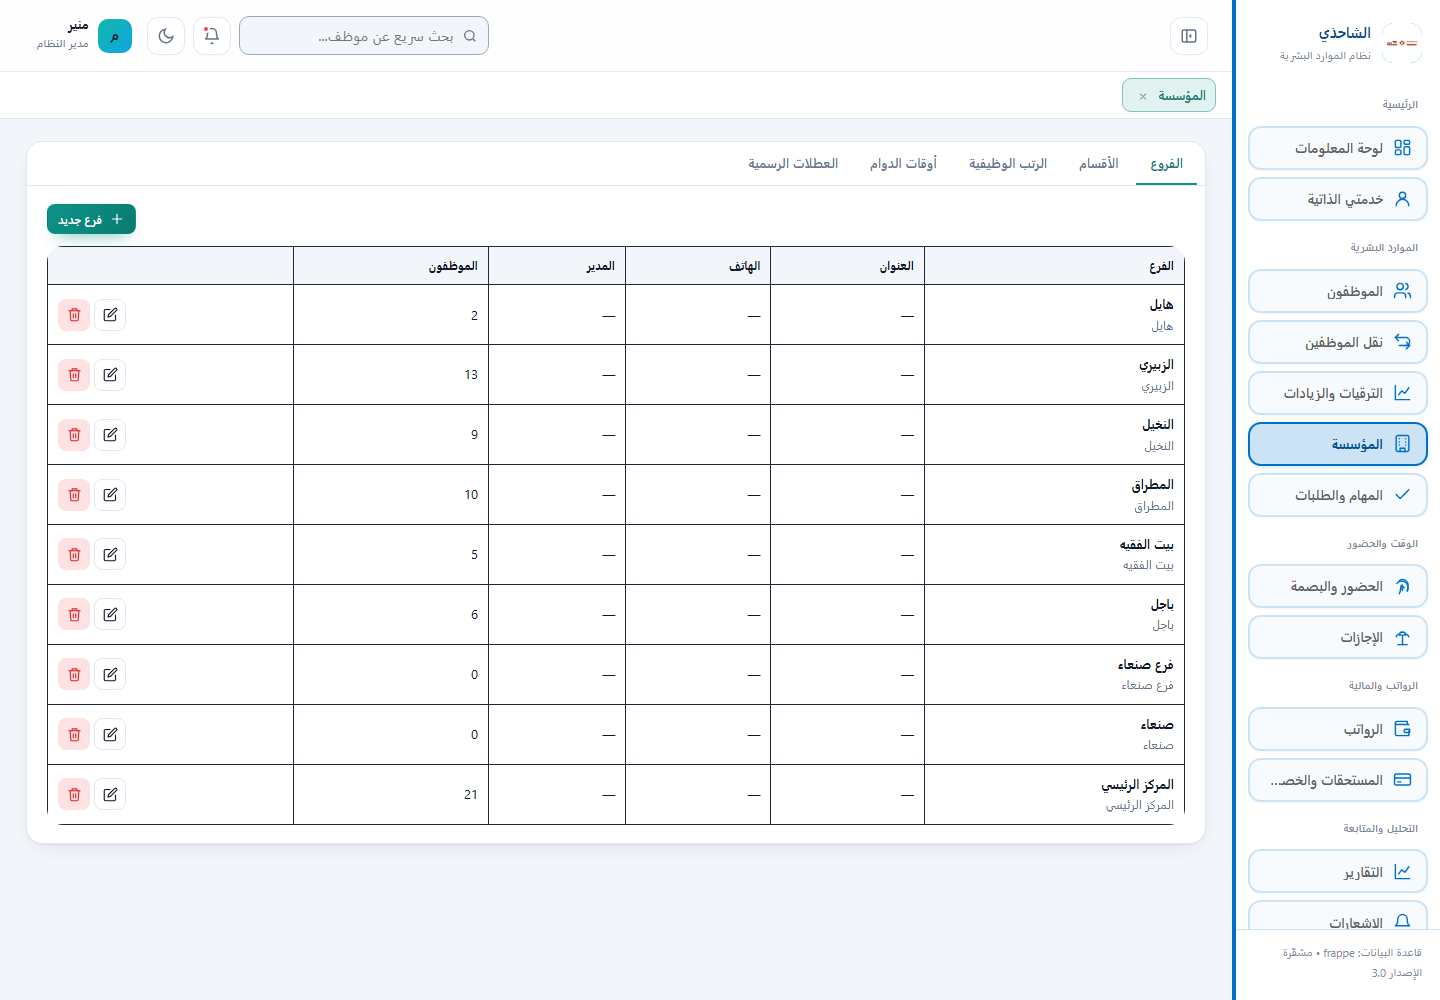 الشاحذي
نظام الموارد البشرية
الرئيسية
لوحة المعلومات
خدمتي الذاتية
الموارد البشرية
الموظفون
نقل الموظفين
الترقيات والزيادات
المؤسسة
المهام والطلبات
الوقت والحضور
الحضور والبصمة
الإجازات
الرواتب والمالية
الرواتب
المستحقات والخصـ...
التحليل والمتابعة
التقارير
الإشعارات
قاعدة البيانات: frappe • مشفّرة
الإصدار 3.0
بحث سريع عن موظف...
م
منير
مدير النظام
المؤسسة ×
الفروع الأقسام الرتب الوظيفية أوقات الدوام العطلات الرسمية
+ فرع جديد
الفرع العنوان الهاتف المدير الموظفون
هايل — — — 2
هايل
الزبيري — — — 13
الزبيري
النخيل — — — 9
النخيل
المطراق — — — 10
المطراق
بيت الفقيه — — — 5
بيت الفقيه
باجل — — — 6
باجل
فرع صنعاء — — — 0
فرع صنعاء
صنعاء — — — 0
صنعاء
المركز الرئيسي — — — 21
المركز الرئيسي